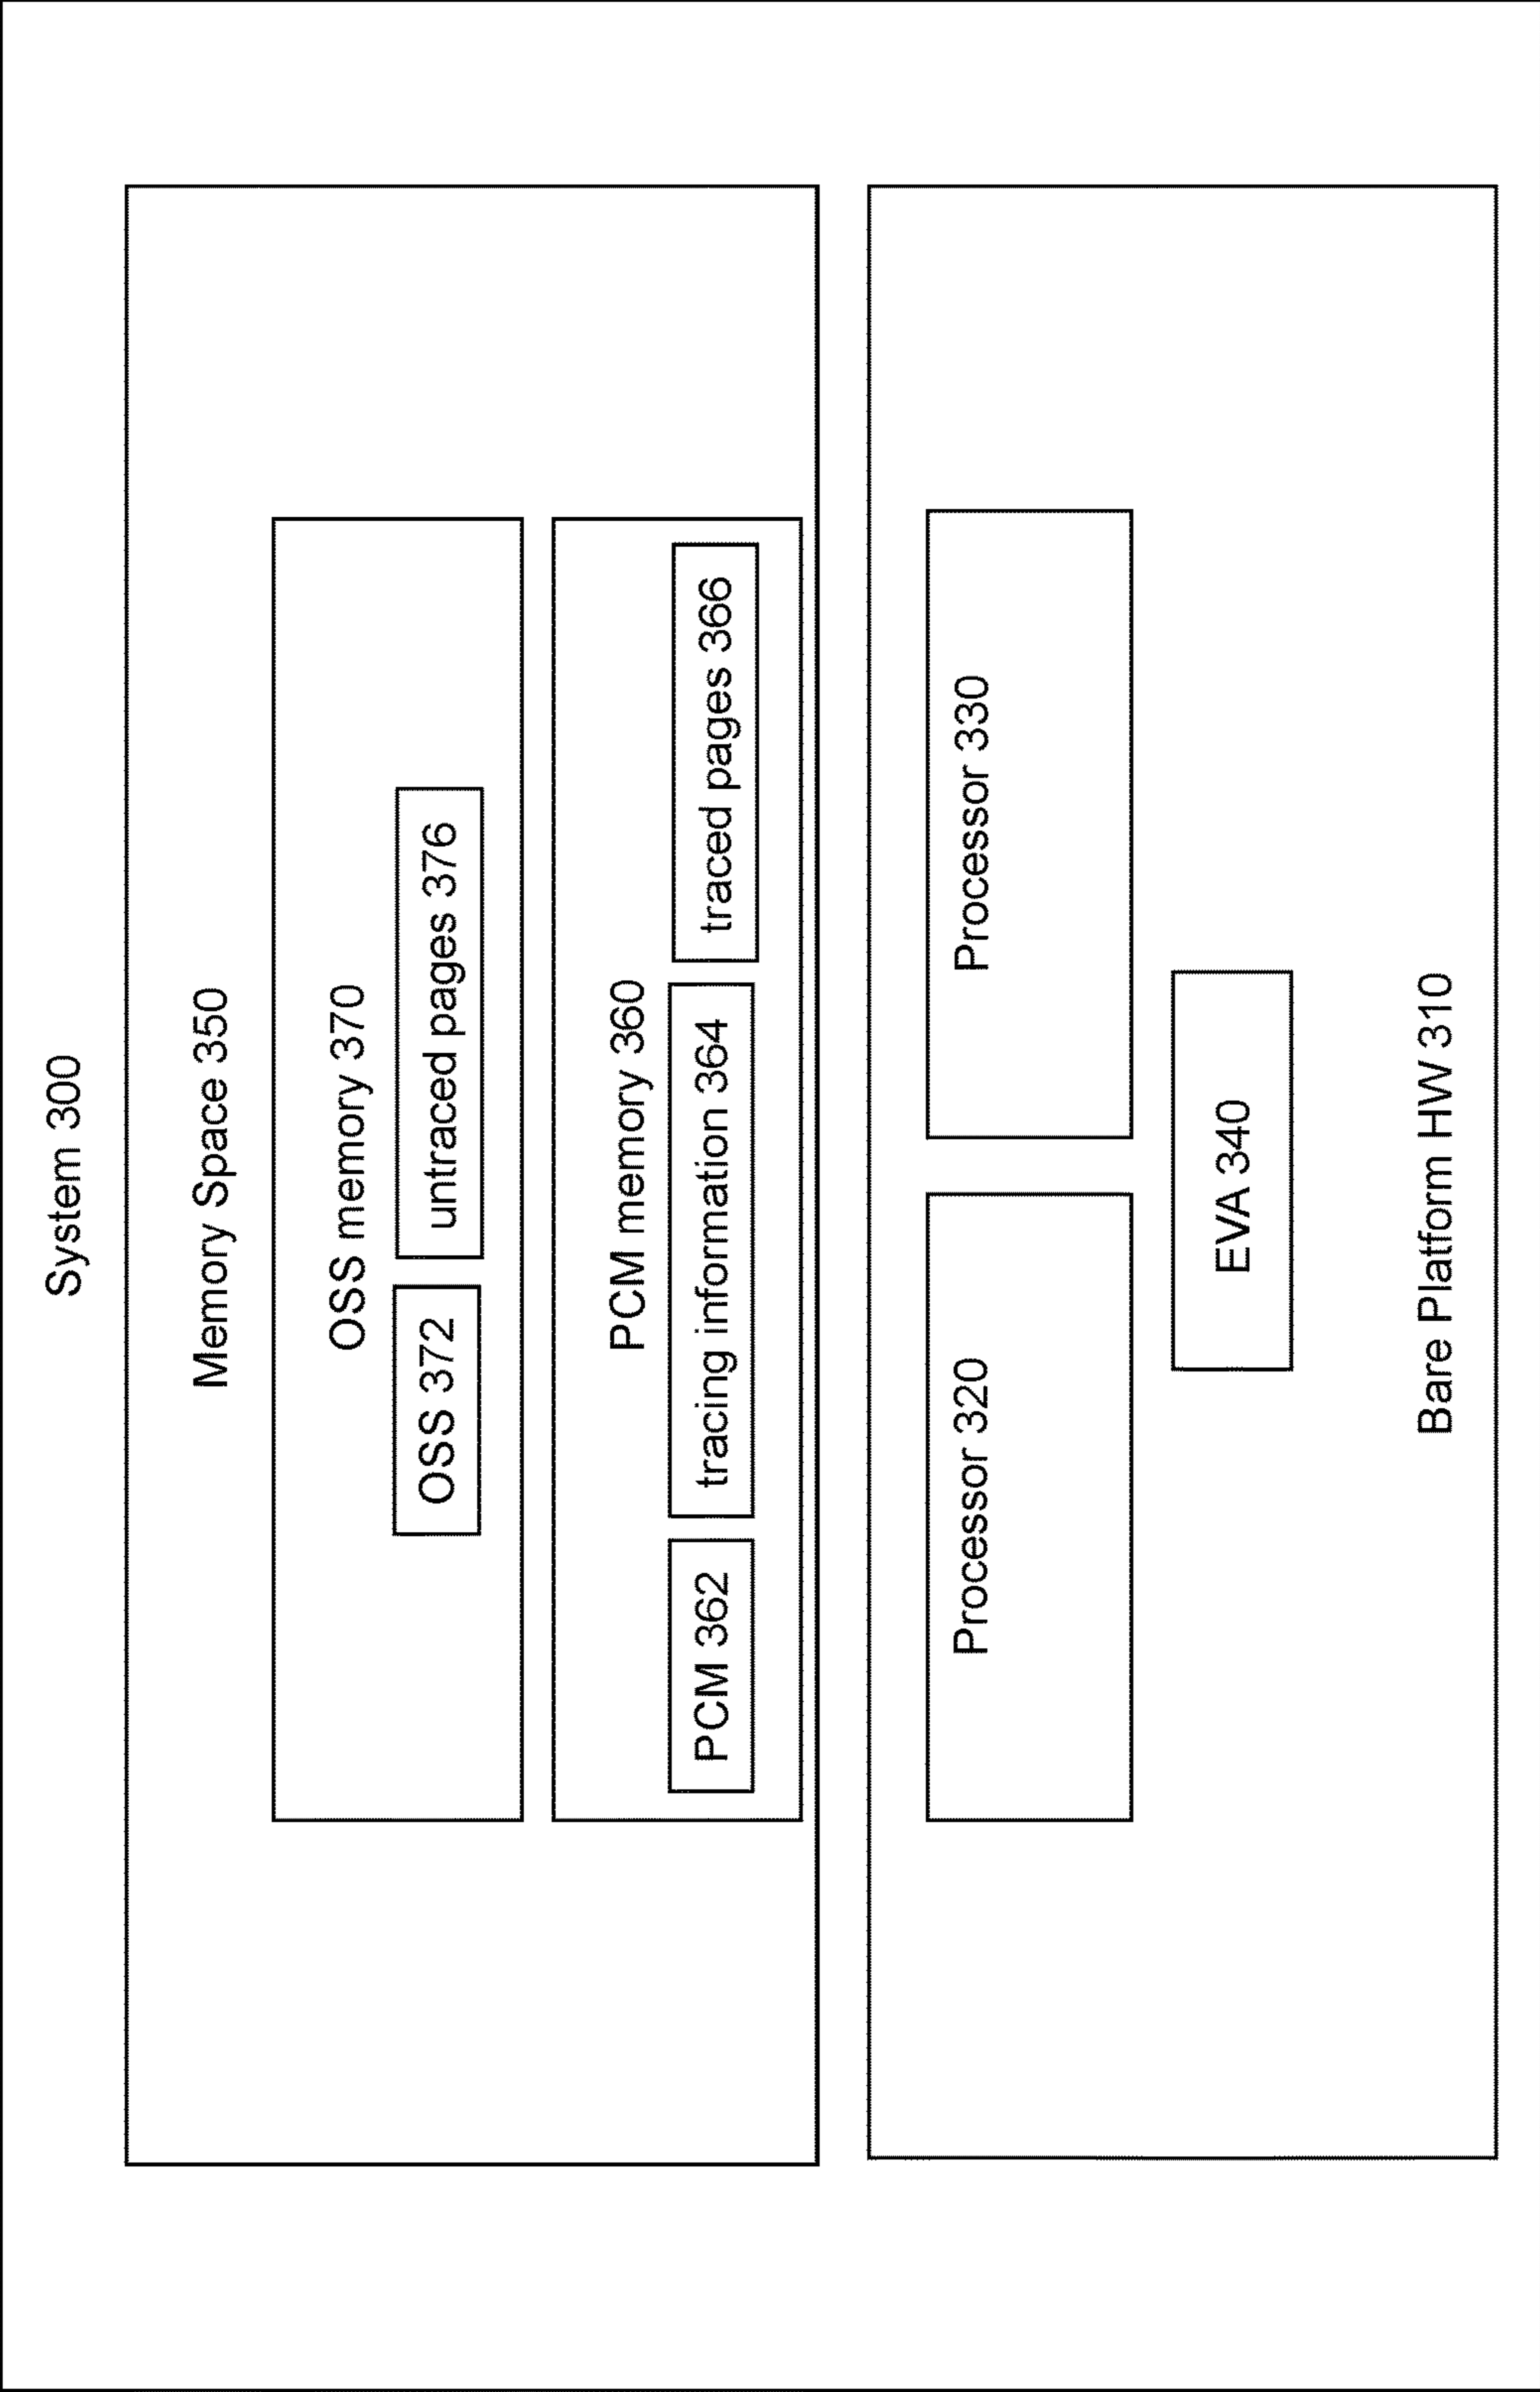 System 300
Memory Space 350
OSS memory 370
OSS 372
untraced pages 376
PCM memory 360
PCM 362
tracing information 364
traced pages 366
Processor 320
Processor 330
EVA 340
Bare Platform HW 310